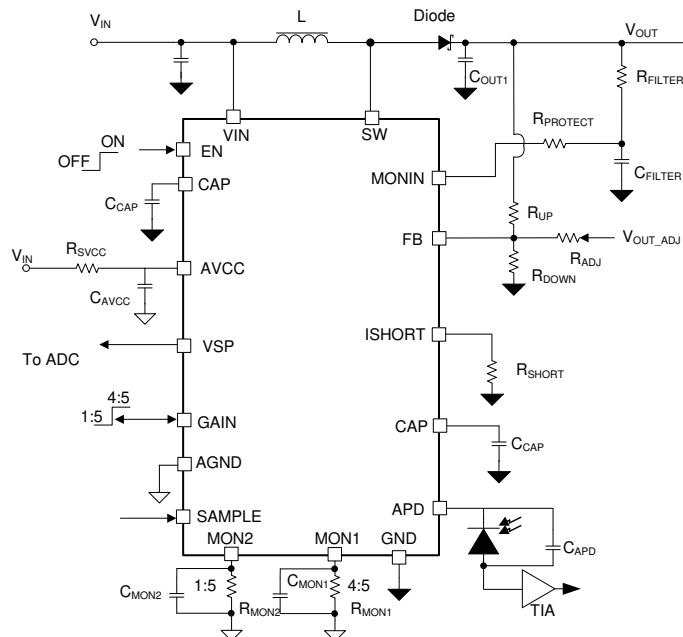 VIN
L
Diode
VOUT
COUT1
RFILTER
RPROTECT
CFILTER
VIN
SW
ON
OFF
EN
CAP
CCAP
MONIN
RUP
FB
VOUT_ADJ
RADJ
RDOWN
VIN
RSVCC
AVCC
CAVCC
To ADC
VSP
ISHORT
RSHORT
4:5
1:5
GAIN
CAP
CCAP
AGND
SAMPLE
APD
CAPD
MON2
MON1
GND
CMON2
1:5
RMON2
CMON1
4:5
RMON1
TIA